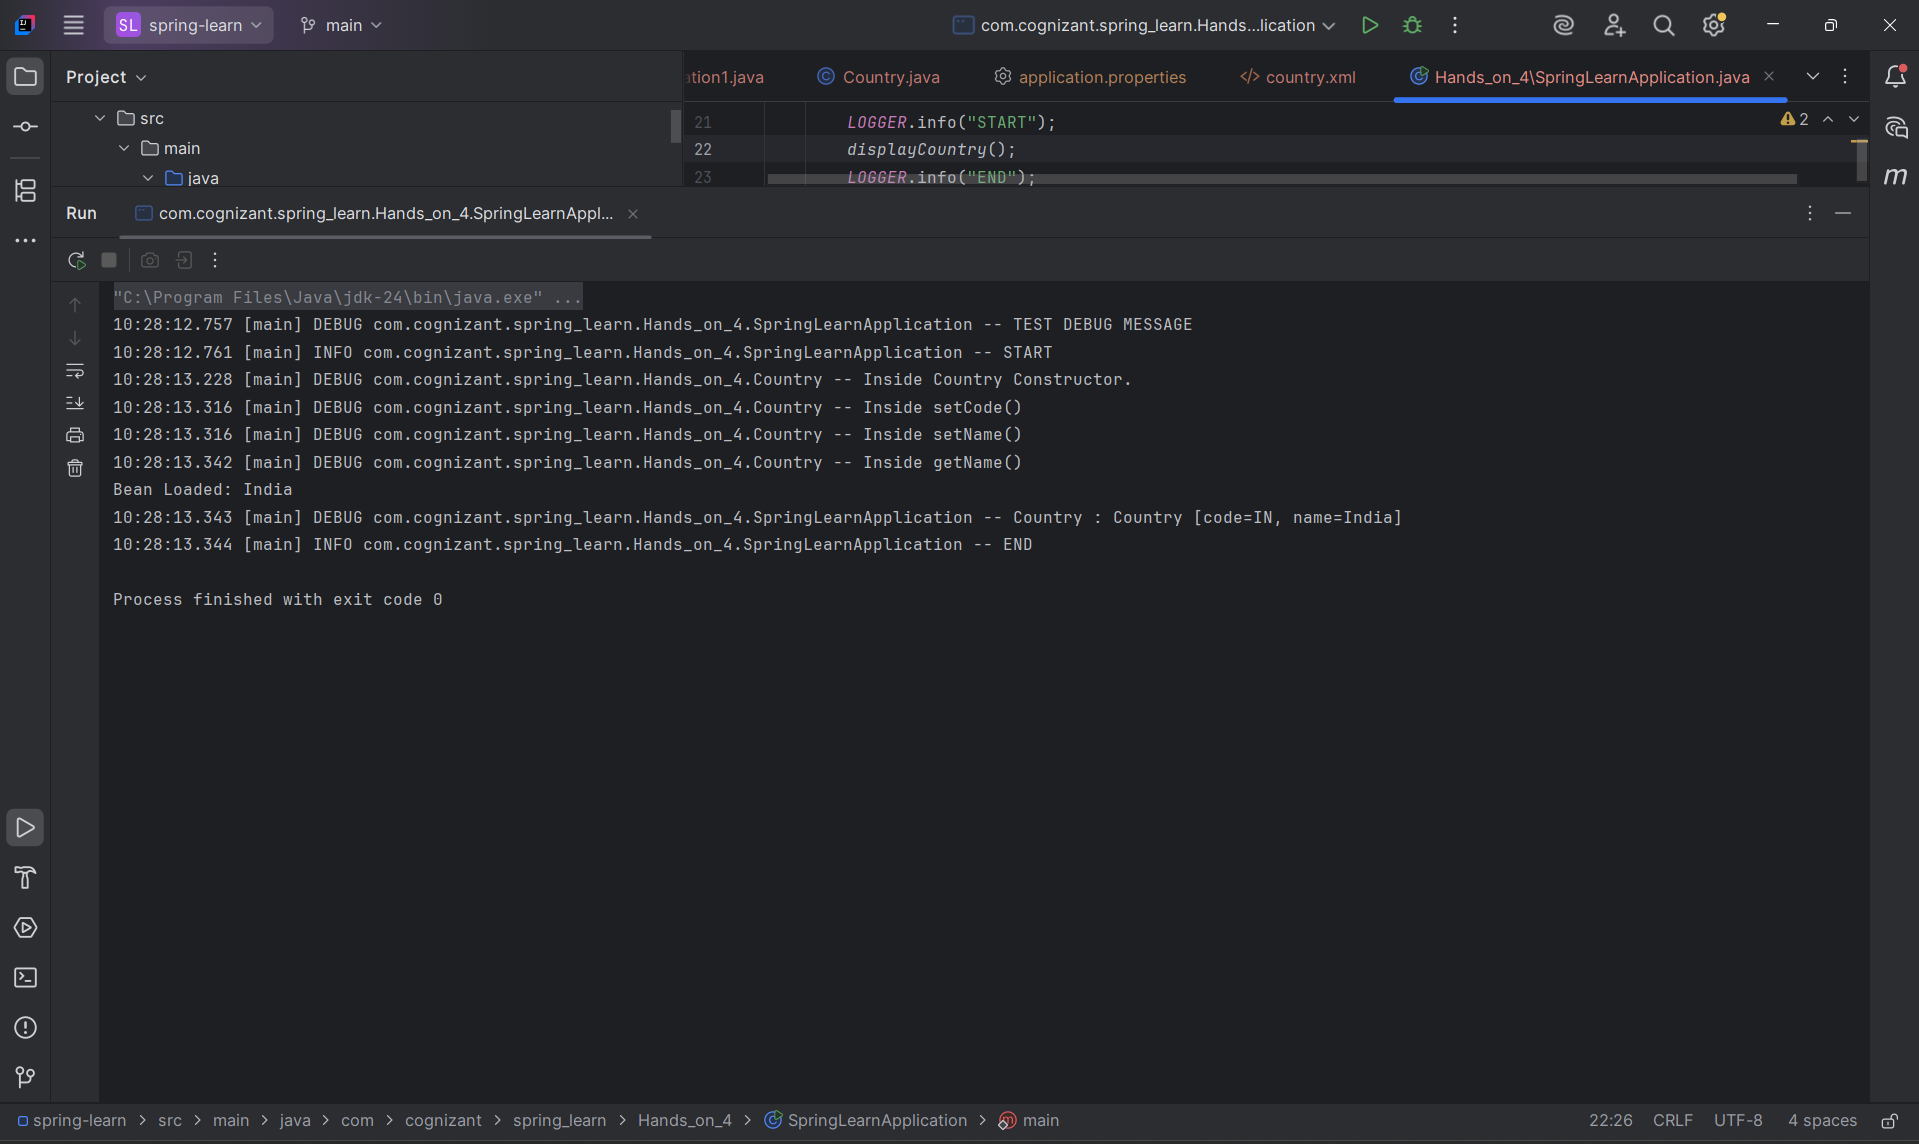 SL spring-learn main com.cognizant.spring_learn.Hands...lication
Project
ation1.java Country.java application.properties country.xml Hands_on_4\SpringLearnApplication.java
src
main
java
21 LOGGER.info("START");
22 displayCountry();
23 LOGGER.info("END");
2
m
Run com.cognizant.spring_learn.Hands_on_4.SpringLearnAppl...
"C:\Program Files\Java\jdk-24\bin\java.exe" ...
10:28:12.757 [main] DEBUG com.cognizant.spring_learn.Hands_on_4.SpringLearnApplication -- TEST DEBUG MESSAGE
10:28:12.761 [main] INFO com.cognizant.spring_learn.Hands_on_4.SpringLearnApplication -- START
10:28:13.228 [main] DEBUG com.cognizant.spring_learn.Hands_on_4.Country -- Inside Country Constructor.
10:28:13.316 [main] DEBUG com.cognizant.spring_learn.Hands_on_4.Country -- Inside setCode()
10:28:13.316 [main] DEBUG com.cognizant.spring_learn.Hands_on_4.Country -- Inside setName()
10:28:13.342 [main] DEBUG com.cognizant.spring_learn.Hands_on_4.Country -- Inside getName()
Bean Loaded: India
10:28:13.343 [main] DEBUG com.cognizant.spring_learn.Hands_on_4.SpringLearnApplication -- Country : Country [code=IN, name=India]
10:28:13.344 [main] INFO com.cognizant.spring_learn.Hands_on_4.SpringLearnApplication -- END
Process finished with exit code 0
spring-learn > src > main > java > com > cognizant > spring_learn > Hands_on_4 > SpringLearnApplication > main 22:26 CRLF UTF-8 4 spaces